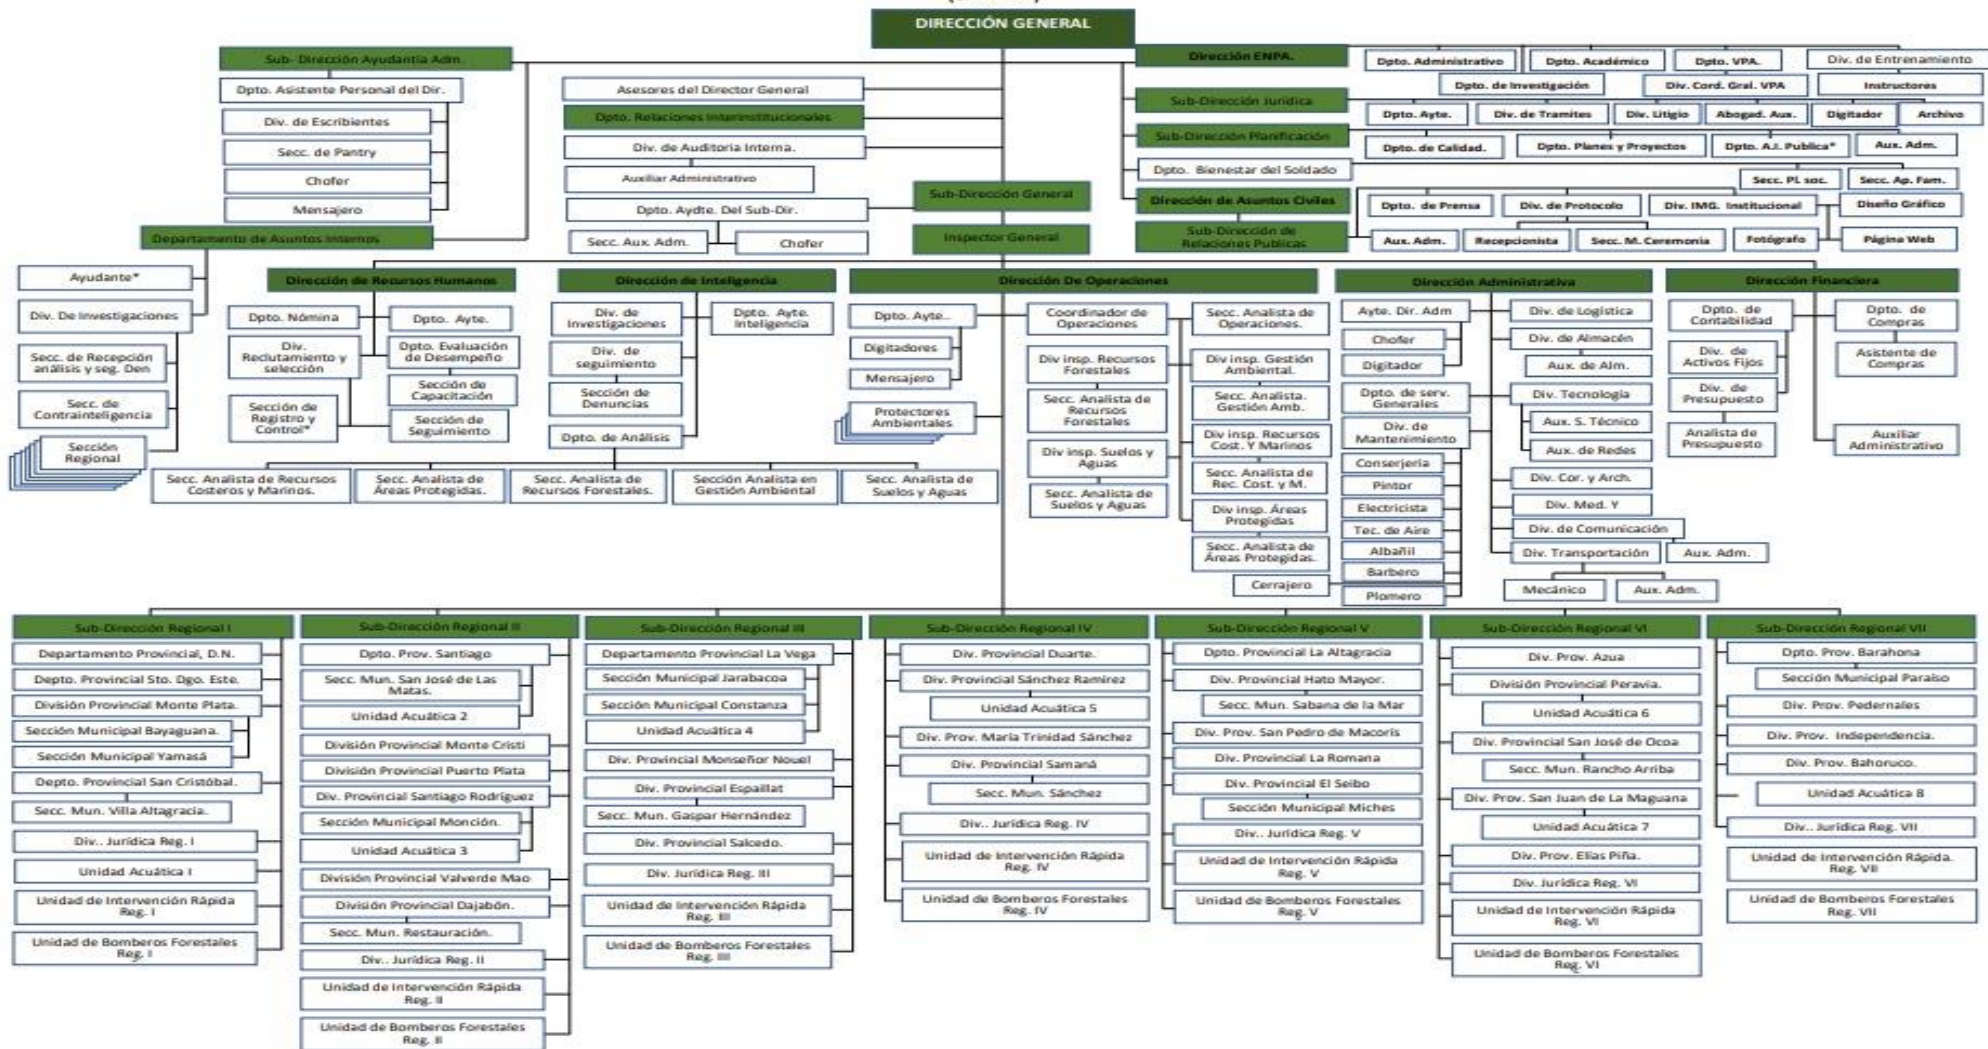 DIRECCIÓN GENERAL
Sub- Dirección Ayudantía Adm.
Dpto. Asistente Personal del Dir.
Div. de Escribientes
Secc. de Pantry
Chofer
Mensajero
Departamento de Asuntos Internos
Asesores del Director General
Dpto. Relaciones Interinstitucionales
Div. de Auditoria Interna.
Auxiliar Administrativo
Dpto. Aydte. Del Sub-Dir.
Secc. Aux. Adm.
Chofer
Sub-Dirección General
Inspector General
Dirección ENPA.
Dpto. Administrativo
Dpto. Académico
Dpto. VPA.
Div. de Entrenamiento
Dpto. de Investigación
Div. Cord. Gral. VPA
Instructores
Sub-Dirección Jurídica
Dpto. Ayte.
Div. de Tramites
Div. Litigio
Abogad. Aux.
Digitador
Archivo
Sub-Dirección Planificación
Dpto. de Calidad.
Dpto. Planes y Proyectos
Dpto. A.I. Publica*
Aux. Adm.
Dpto. Bienestar del Soldado
Secc. Pl. soc.
Secc. Ap. Fam.
Dirección de Asuntos Civiles
Sub-Dirección de
Relaciones Publicas
Dpto. de Prensa
Div. de Protocolo
Div. IMG. Institucional
Diseño Gráfico
Aux. Adm.
Recepcionista
Secc. M. Ceremonia
Fotógrafo
Página Web
Ayudante*
Div. De Investigaciones
Secc. de Recepción
análisis y seg. Den
Secc. de
Contrainteligencia
Sección
Regional
Dirección de Recursos Humanos
Dpto. Nómina
Dpto. Ayte.
Div.
Reclutamiento y
selección
Dpto. Evaluación
de Desempeño
Sección de
Capacitación
Sección de
Registro y
Control*
Sección de
Seguimiento
Dirección de Inteligencia
Div. de
Investigaciones
Dpto. Ayte.
Inteligencia
Div. de
seguimiento
Sección de
Denuncias
Dpto. de Análisis
Secc. Analista de Recursos
Costeros y Marinos.
Secc. Analista de
Áreas Protegidas.
Secc. Analista de
Recursos Forestales.
Sección Analista en
Gestión Ambiental
Secc. Analista de
Suelos y Aguas
Dirección De Operaciones
Dpto. Ayte..
Digitadores
Mensajero
Protectores
Ambientales
Coordinador de
Operaciones
Div insp. Recursos
Forestales
Secc. Analista de
Recursos
Forestales
Div insp. Suelos y
Aguas
Secc. Analista de
Suelos y Aguas
Secc. Analista de
Operaciones.
Div insp. Gestión
Ambiental.
Secc. Analista.
Gestión Amb.
Div insp. Recursos
Cost. Y Marinos
Secc. Analista de
Rec. Cost. y M.
Div insp. Áreas
Protegidas
Secc. Analista de
Áreas Protegidas.
Dirección Administrativa
Ayte. Dir. Adm
Chofer
Digitador
Dpto. de serv.
Generales
Div. de
Mantenimiento
Conserjería
Pintor
Electricista
Tec. de Aire
Albañil
Barbero
Cerrajero
Plomero
Div. de Logística
Div. de Almacén
Aux. de Alm.
Div. Tecnología
Aux. S. Técnico
Aux. de Redes
Div. Cor. y Arch.
Div. Med. Y
Div. de Comunicación
Div. Transportación
Aux. Adm.
Mecánico
Aux. Adm.
Dirección Financiera
Dpto. de
Contabilidad
Div. de
Activos Fijos
Div. de
Presupuesto
Analista de
Presupuesto
Dpto. de
Compras
Asistente de
Compras
Auxiliar
Administrativo
Sub-Dirección Regional I
Departamento Provincial, D.N.
Depto. Provincial Sto. Dgo. Este.
División Provincial Monte Plata.
Sección Municipal Bayaguana.
Sección Municipal Yamasá
Depto. Provincial San Cristóbal.
Secc. Mun. Villa Altagracia.
Div.. Jurídica Reg. I
Unidad Acuática I
Unidad de Intervención Rápida
Reg. I
Unidad de Bomberos Forestales
Reg. I
Sub-Dirección Regional II
Dpto. Prov. Santiago
Secc. Mun. San José de Las
Matas.
Unidad Acuática 2
División Provincial Monte Cristi
División Provincial Puerto Plata
Div. Provincial Santiago Rodríguez
Sección Municipal Monción.
Unidad Acuática 3
División Provincial Valverde Mao
División Provincial Dajabón.
Secc. Mun. Restauración.
Div.. Jurídica Reg. II
Unidad de Intervención Rápida
Reg. II
Unidad de Bomberos Forestales
Reg. II
Sub-Dirección Regional III
Departamento Provincial La Vega
Sección Municipal Jarabacoa
Sección Municipal Constanza
Unidad Acuática 4
Div. Provincial Monseñor Nouel
Div. Provincial Espaillat
Secc. Mun. Gaspar Hernández
Div. Provincial Salcedo.
Div. Jurídica Reg. III
Unidad de Intervención Rápida
Reg. III
Unidad de Bomberos Forestales
Reg. III
Sub-Dirección Regional IV
Div. Provincial Duarte.
Div. Provincial Sánchez Ramírez
Unidad Acuática 5
Div. Prov. María Trinidad Sánchez
Div. Provincial Samaná
Secc. Mun. Sánchez
Div.. Jurídica Reg. IV
Unidad de Intervención Rápida
Reg. IV
Unidad de Bomberos Forestales
Reg. IV
Sub-Dirección Regional V
Dpto. Provincial La Altagracia
Div. Provincial Hato Mayor.
Secc. Mun. Sabana de la Mar
Div. Prov. San Pedro de Macorís
Div. Provincial La Romana
Div. Provincial El Seibo
Sección Municipal Miches
Div.. Jurídica Reg. V
Unidad de Intervención Rápida
Reg. V
Unidad de Bomberos Forestales
Reg. V
Sub-Dirección Regional VI
Div. Prov. Azua
División Provincial Peravia.
Unidad Acuática 6
Div. Provincial San José de Ocoa
Secc. Mun. Rancho Arriba
Div. Prov. San Juan de La Maguana
Unidad Acuática 7
Div. Prov. Elías Piña.
Div. Jurídica Reg. VI
Unidad de Intervención Rápida
Reg. VI
Unidad de Bomberos Forestales
Reg. VI
Sub-Dirección Regional VII
Dpto. Prov. Barahona
Sección Municipal Paraíso
Div. Prov. Pedernales
Div. Prov. Independencia.
Div. Prov. Bahoruco.
Unidad Acuática 8
Div.. Jurídica Reg. VII
Unidad de Intervención Rápida.
Reg. VII
Unidad de Bomberos Forestales
Reg. VII